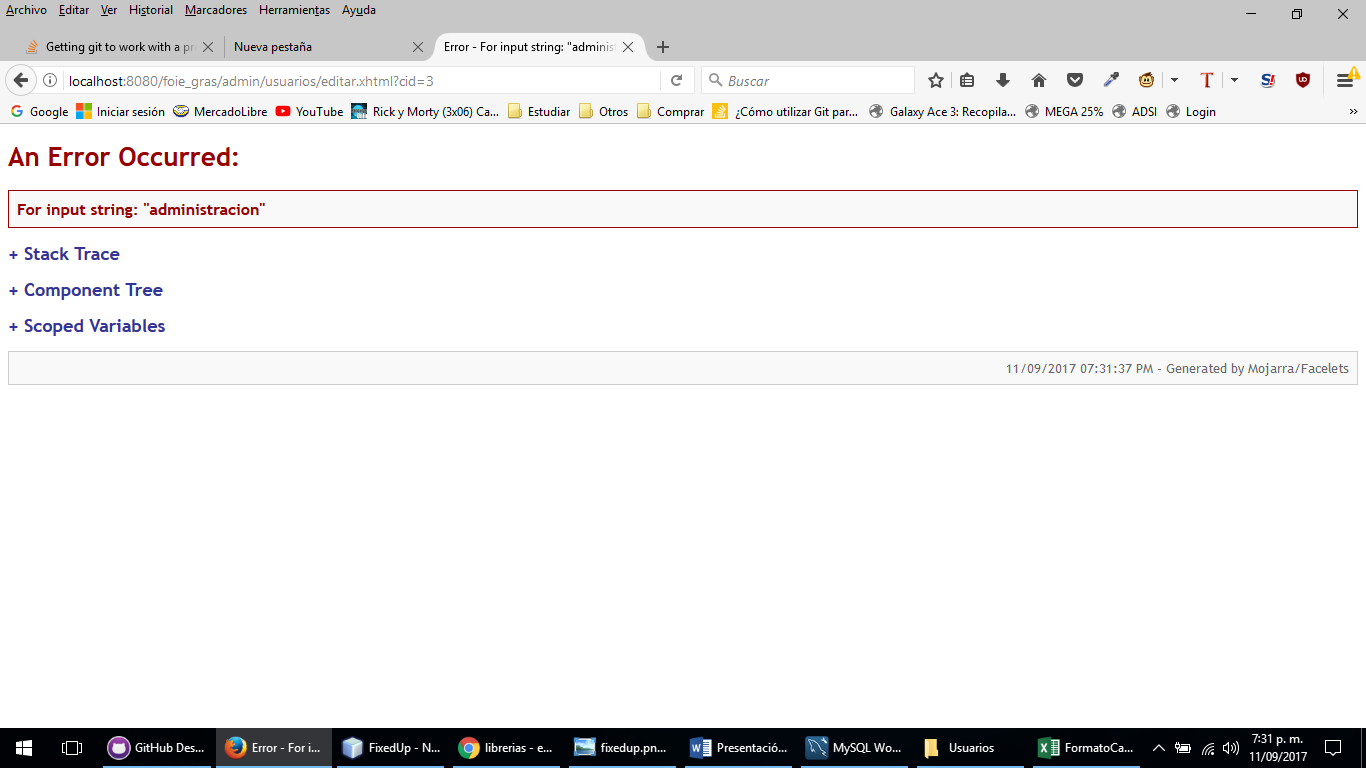 Archivo Editar Ver Historial Marcadores Herramientas Ayuda
Getting git to work with a pr
Nueva pestaña
Error - For input string: "adminis
localhost:8080/foie_gras/admin/usuarios/editar.xhtml?cid=3
Buscar
Google Iniciar sesión MercadoLibre YouTube Rick y Morty (3x06) Ca... Estudiar Otros Comprar ¿Cómo utilizar Git par... Galaxy Ace 3: Recopila... MEGA 25% ADSI Login
An Error Occurred:
For input string: "administracion"
+ Stack Trace
+ Component Tree
+ Scoped Variables
11/09/2017 07:31:37 PM - Generated by Mojarra/Facelets
GitHub Des... Error - For i... FixedUp - N... librerias - e... fixedup.pn... Presentació... MySQL Wo... Usuarios FormatoCa...
7:31 p. m.
11/09/2017